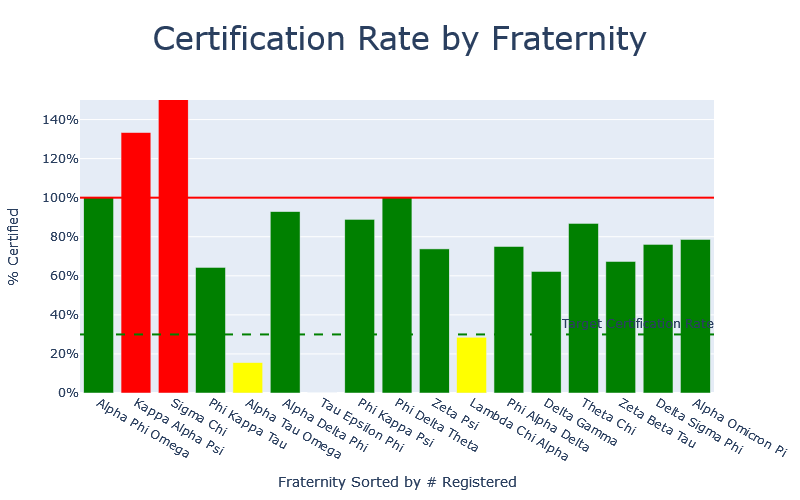 Certification Rate by Fraternity
% Certified
140%
120%
100%
80%
60%
40%
20%
0%
Target Certification Rate
Alpha Phi Omega
Kappa Alpha Psi
Sigma Chi
Phi Kappa Tau
Alpha Tau Omega
Alpha Delta Phi
Tau Epsilon Phi
Phi Kappa Psi
Phi Delta Theta
Zeta Psi
Lambda Chi Alpha
Phi Alpha Delta
Delta Gamma
Theta Chi
Zeta Beta Tau
Delta Sigma Phi
Alpha Omicron Pi
Fraternity Sorted by # Registered